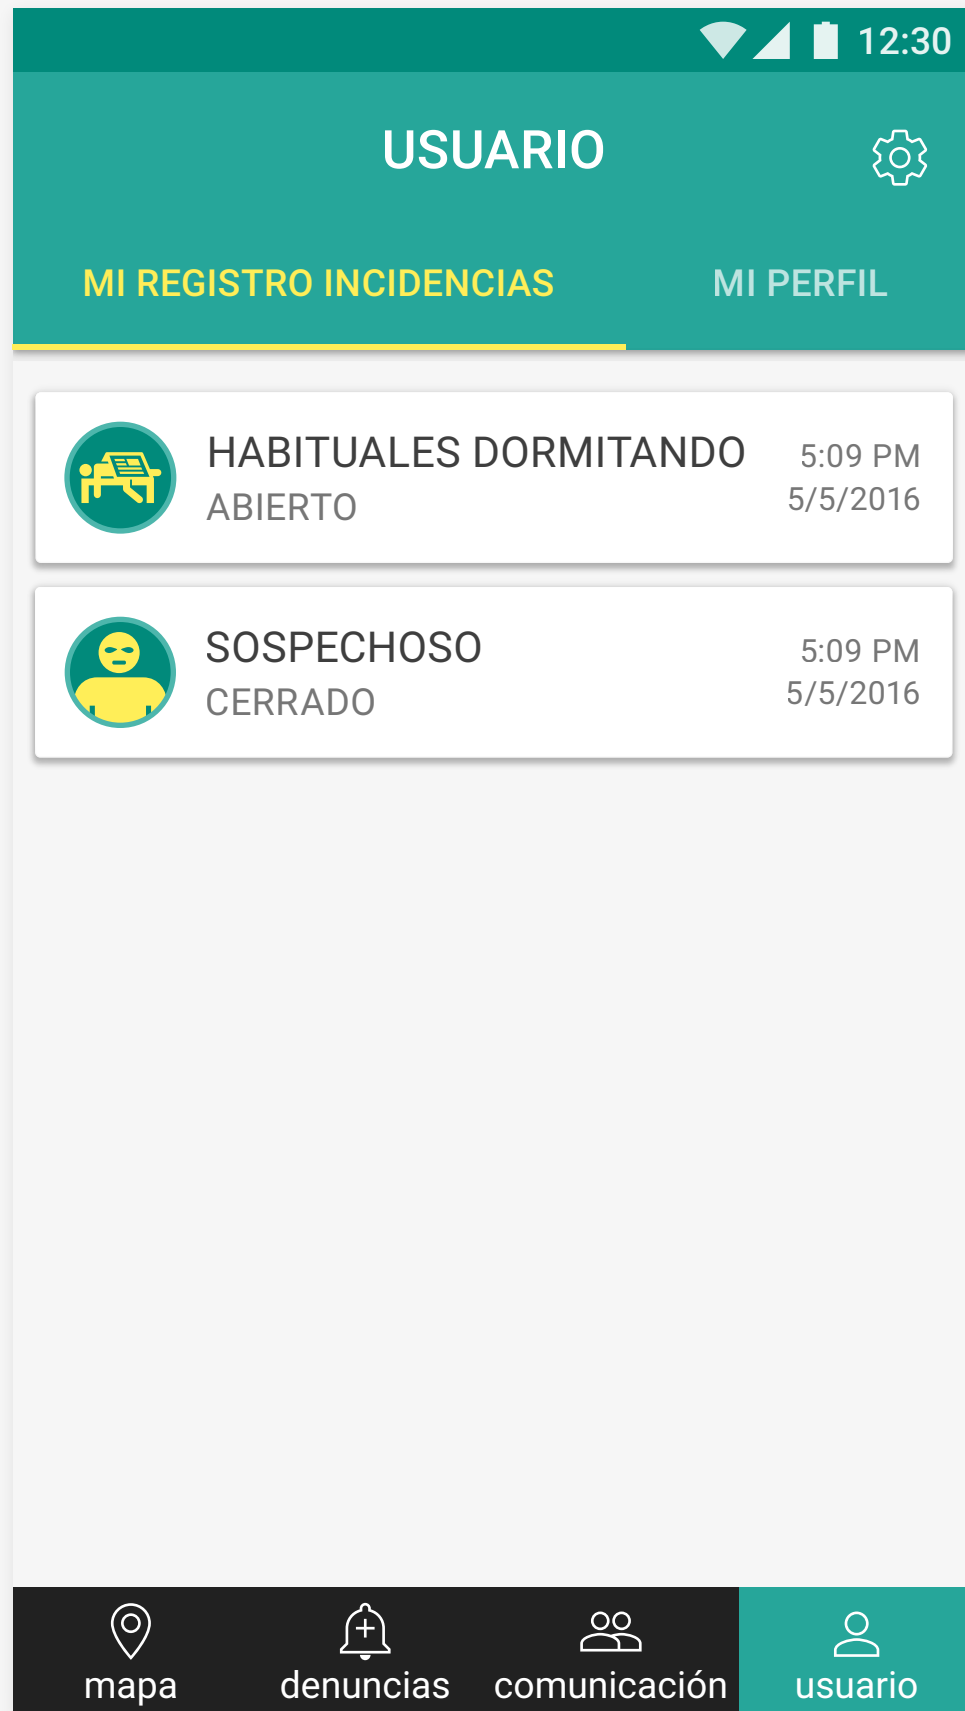 12:30
USUARIO
MI REGISTRO INCIDENCIAS
MI PERFIL
HABITUALES DORMITANDO
5:09 PM
ABIERTO
5/5/2016
SOSPECHOSO
5:09 PM
CERRADO
5/5/2016
mapa
denuncias
comunicación
usuario